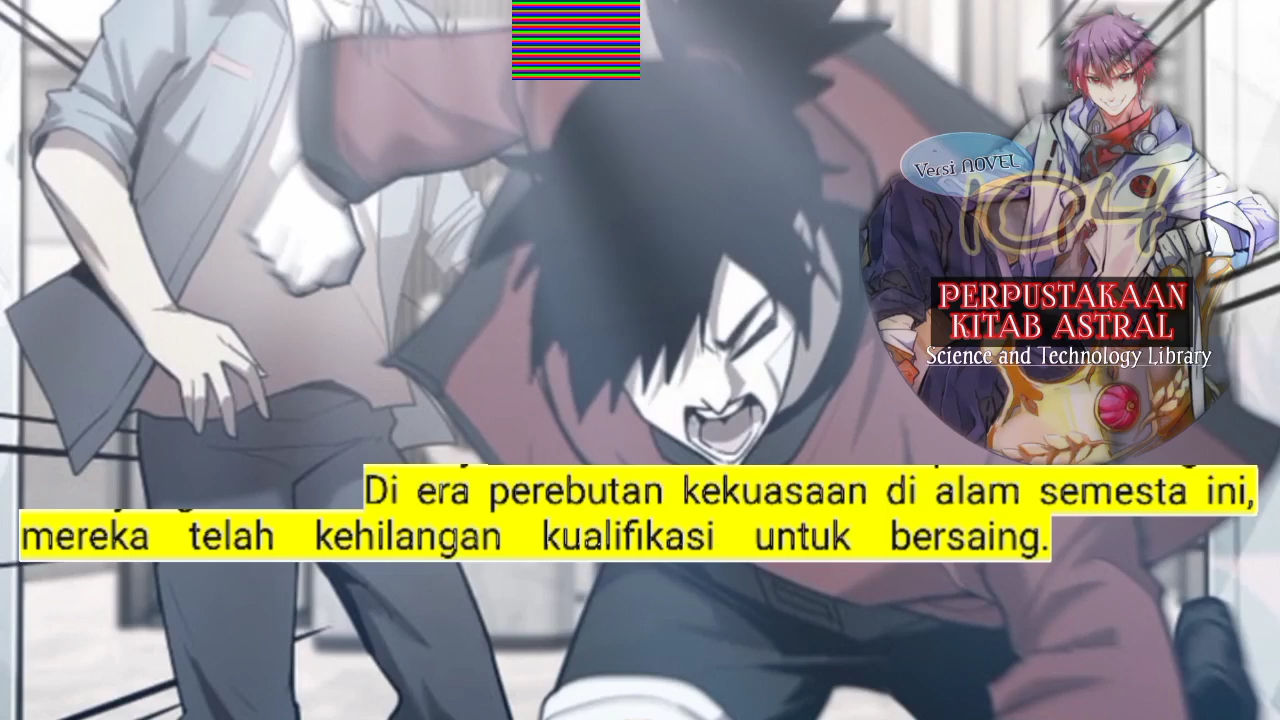 Versi NOVEL
104
PERPUSTAKAAN
KITAB ASTRAL
Science and Technology Library
Di era perebutan kekuasaan di alam semesta ini,
mereka telah kehilangan kualifikasi untuk bersaing.